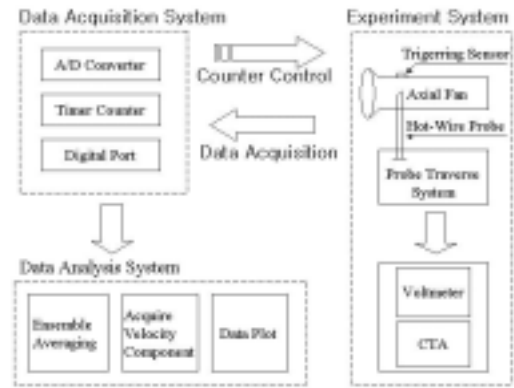 Data Acquisition System
A/D Converter
Timer Counter
Digital Port
Counter Control
Data Acquisition
Experiment System
Trigerring Sensor
Axial Fan
Hot-Wire Probe
Probe Traverse
System
Voltmeter
CTA
Data Analysis System
Ensemble
Averaging
Acquire
Velocity
Component
Data Plot